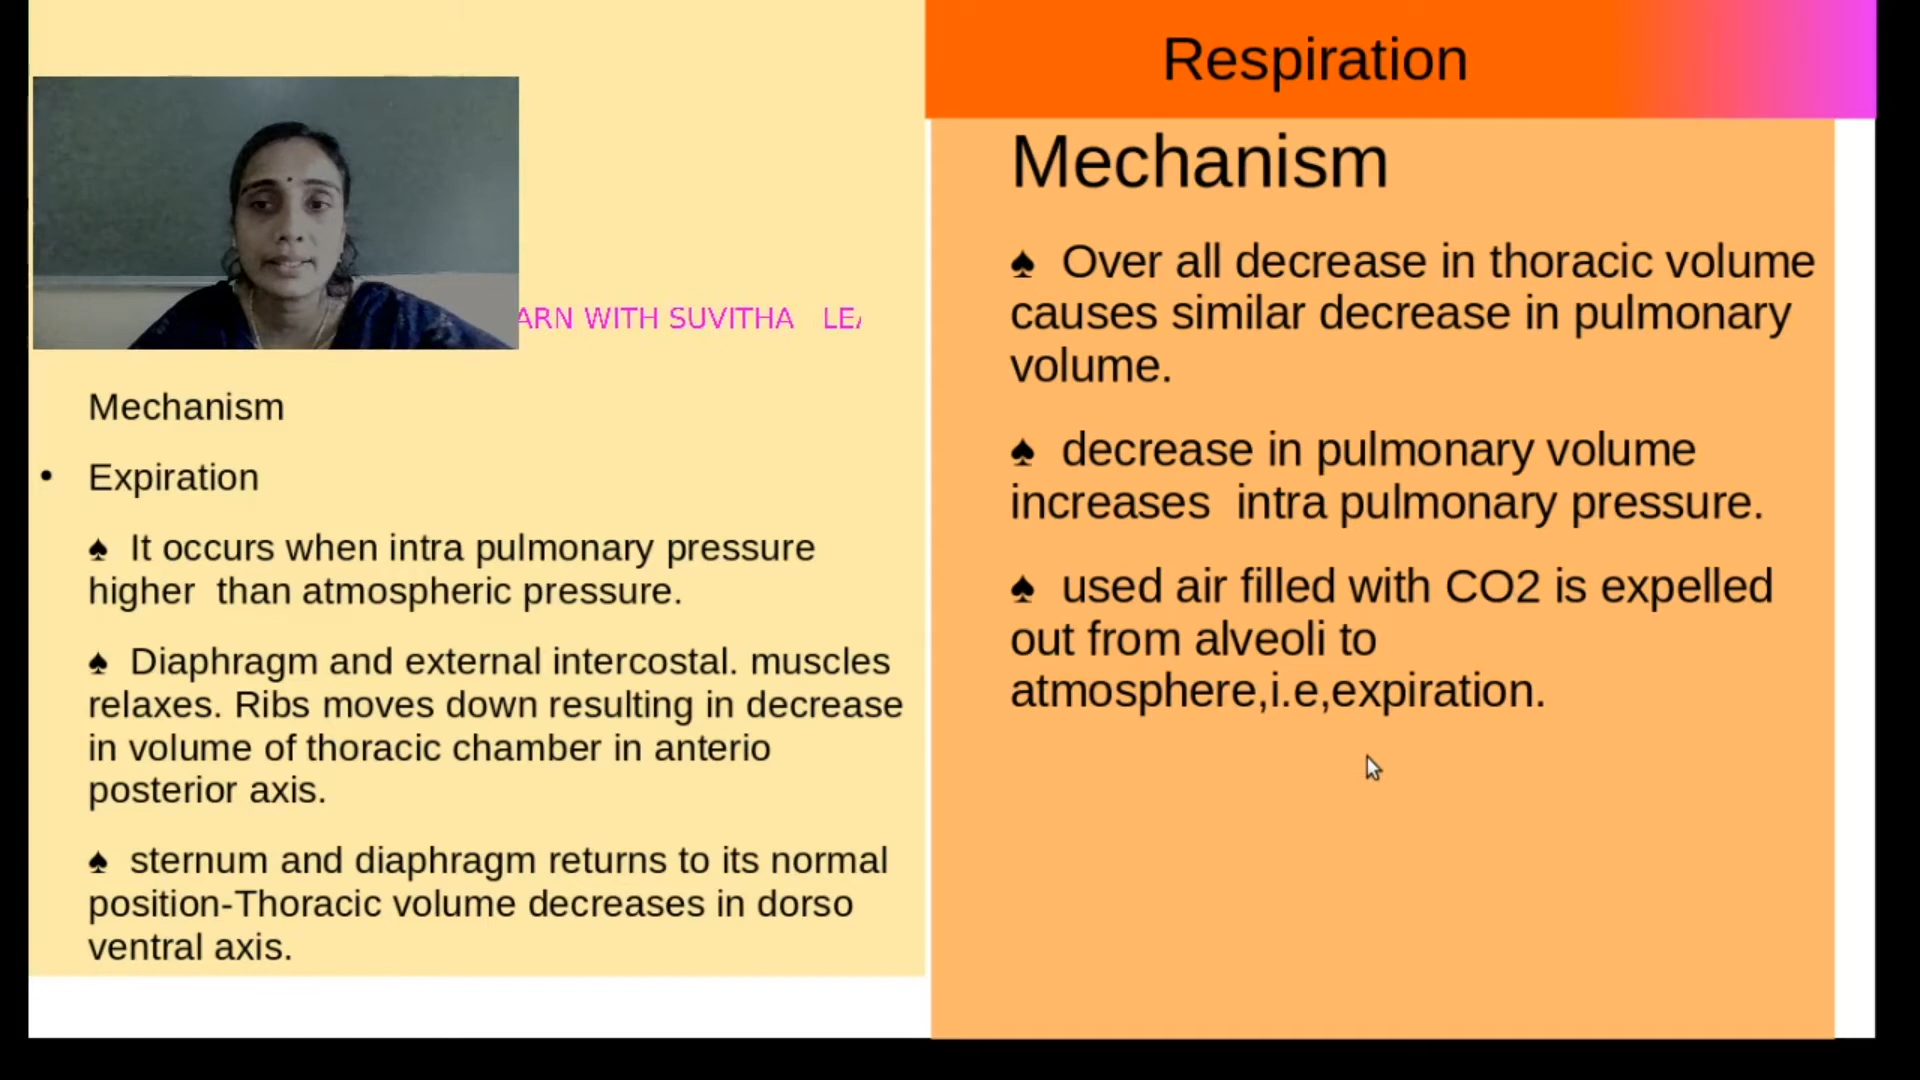 Respiration
ARN WITH SUVITHA LEA
Mechanism
• Expiration
♠ It occurs when intra pulmonary pressure
higher than atmospheric pressure.
♠ Diaphragm and external intercostal. muscles
relaxes. Ribs moves down resulting in decrease
in volume of thoracic chamber in anterio
posterior axis.
♠ sternum and diaphragm returns to its normal
position-Thoracic volume decreases in dorso
ventral axis.
Mechanism
♠ Over all decrease in thoracic volume
causes similar decrease in pulmonary
volume.
♠ decrease in pulmonary volume
increases intra pulmonary pressure.
♠ used air filled with CO2 is expelled
out from alveoli to
atmosphere,i.e,expiration.